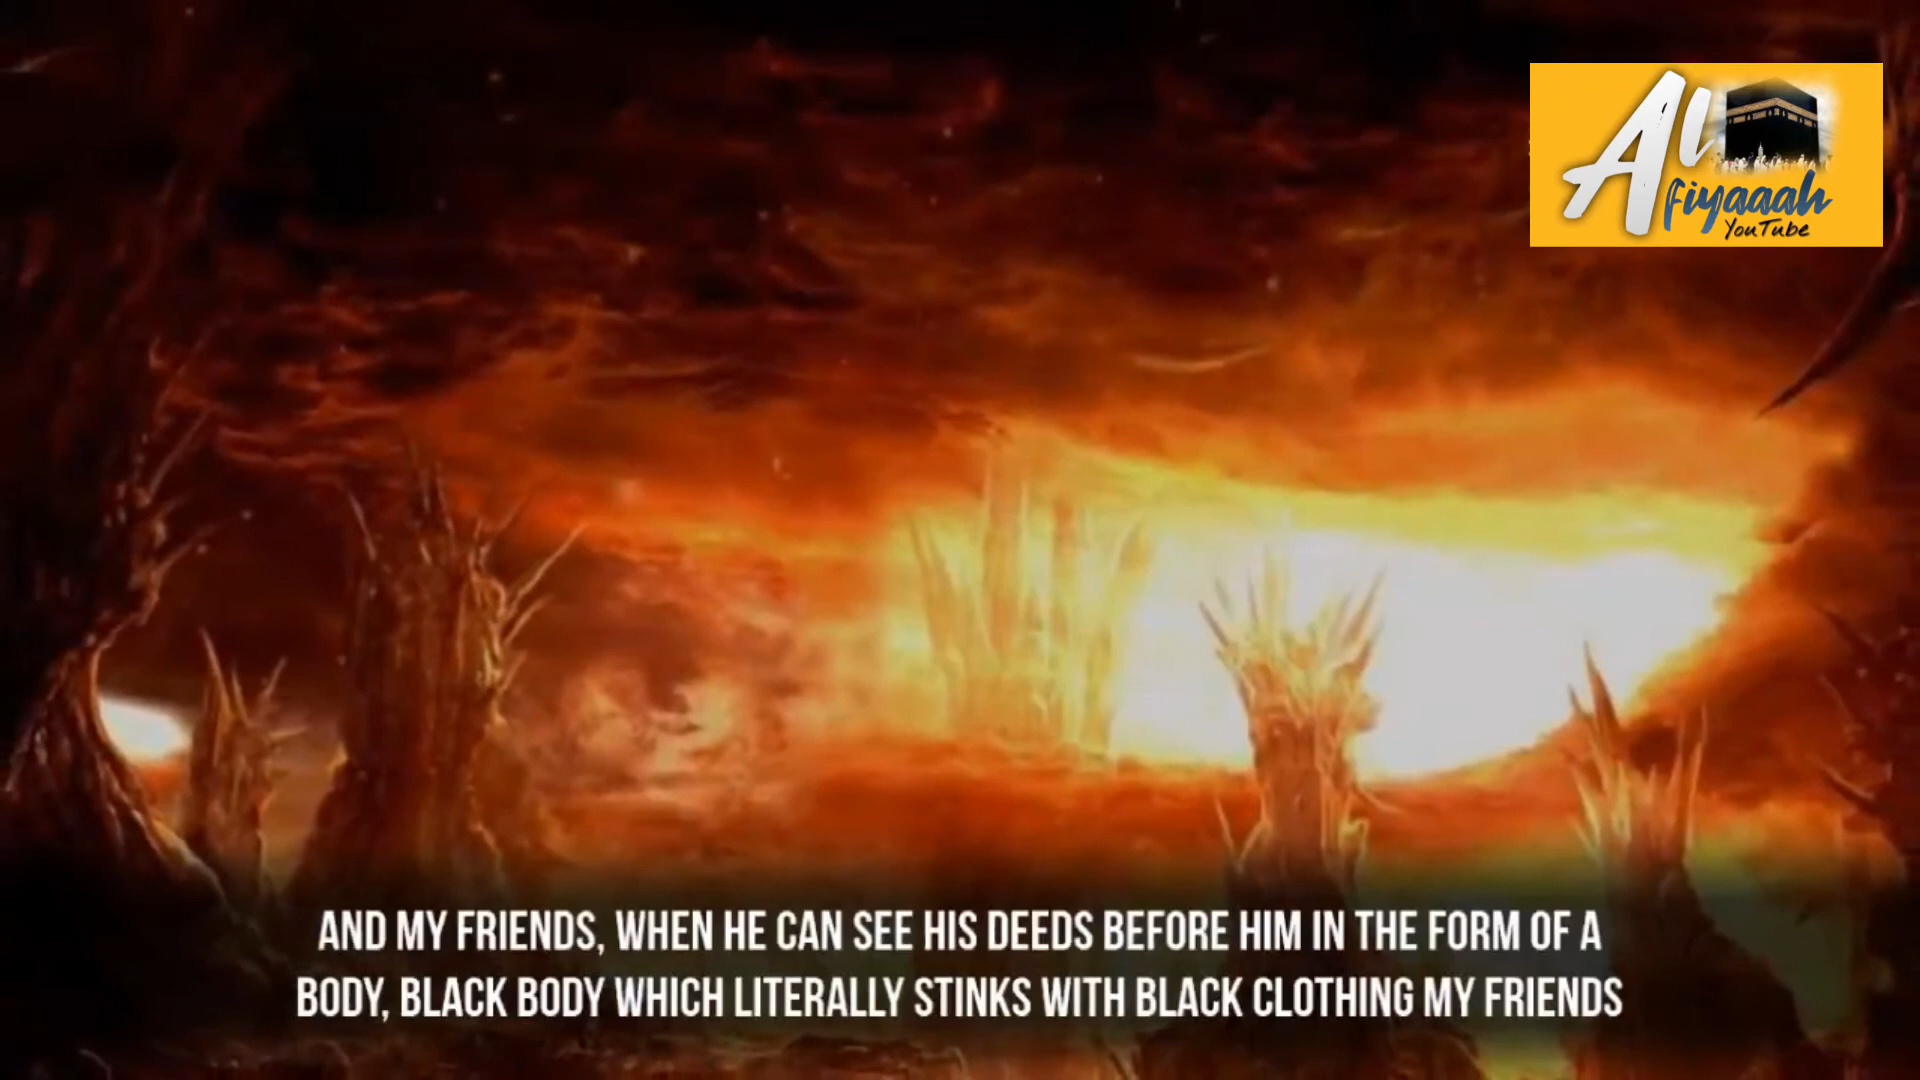 Al
fiyaaah
YouTube
AND MY FRIENDS, WHEN HE CAN SEE HIS DEEDS BEFORE HIM IN THE FORM OF A
BODY, BLACK BODY WHICH LITERALLY STINKS WITH BLACK CLOTHING MY FRIENDS